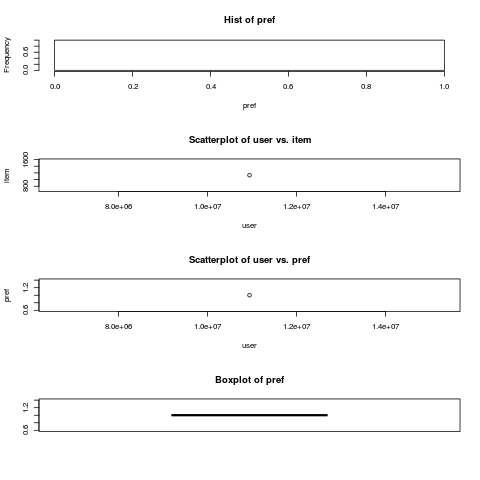 Hist of pref
Frequency
0.6
0.0
0.0 0.2 0.4 0.6 0.8 1.0
pref
Scatterplot of user vs. item
item
1600
800
8.0e+06 1.0e+07 1.2e+07 1.4e+07
user
Scatterplot of user vs. pref
pref
1.2
0.6
8.0e+06 1.0e+07 1.2e+07 1.4e+07
user
Boxplot of pref
1.2
0.6